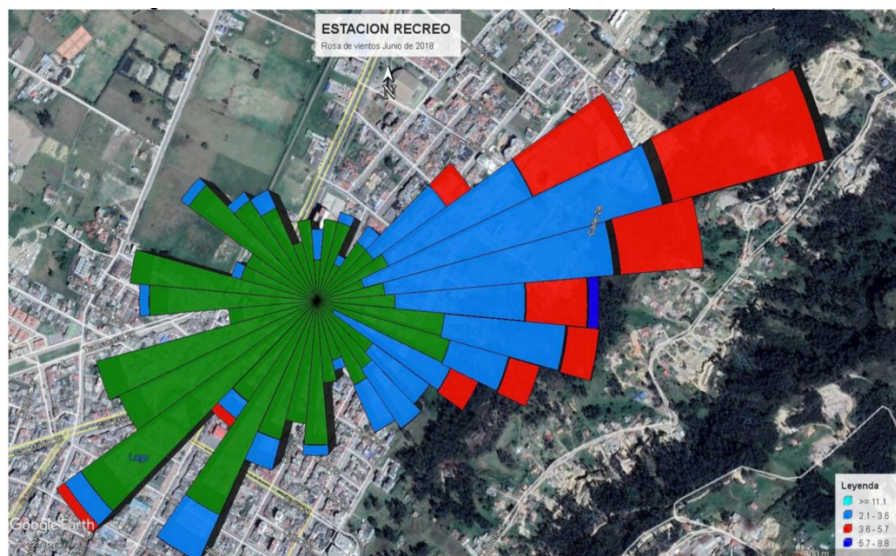 ESTACION RECREO
Rosa de vientos Junio de 2018
N
Lago
Google Earth
Leyenda
>= 11.1
2.1 - 3.6
3.6 - 5.7
5.7 - 8.8